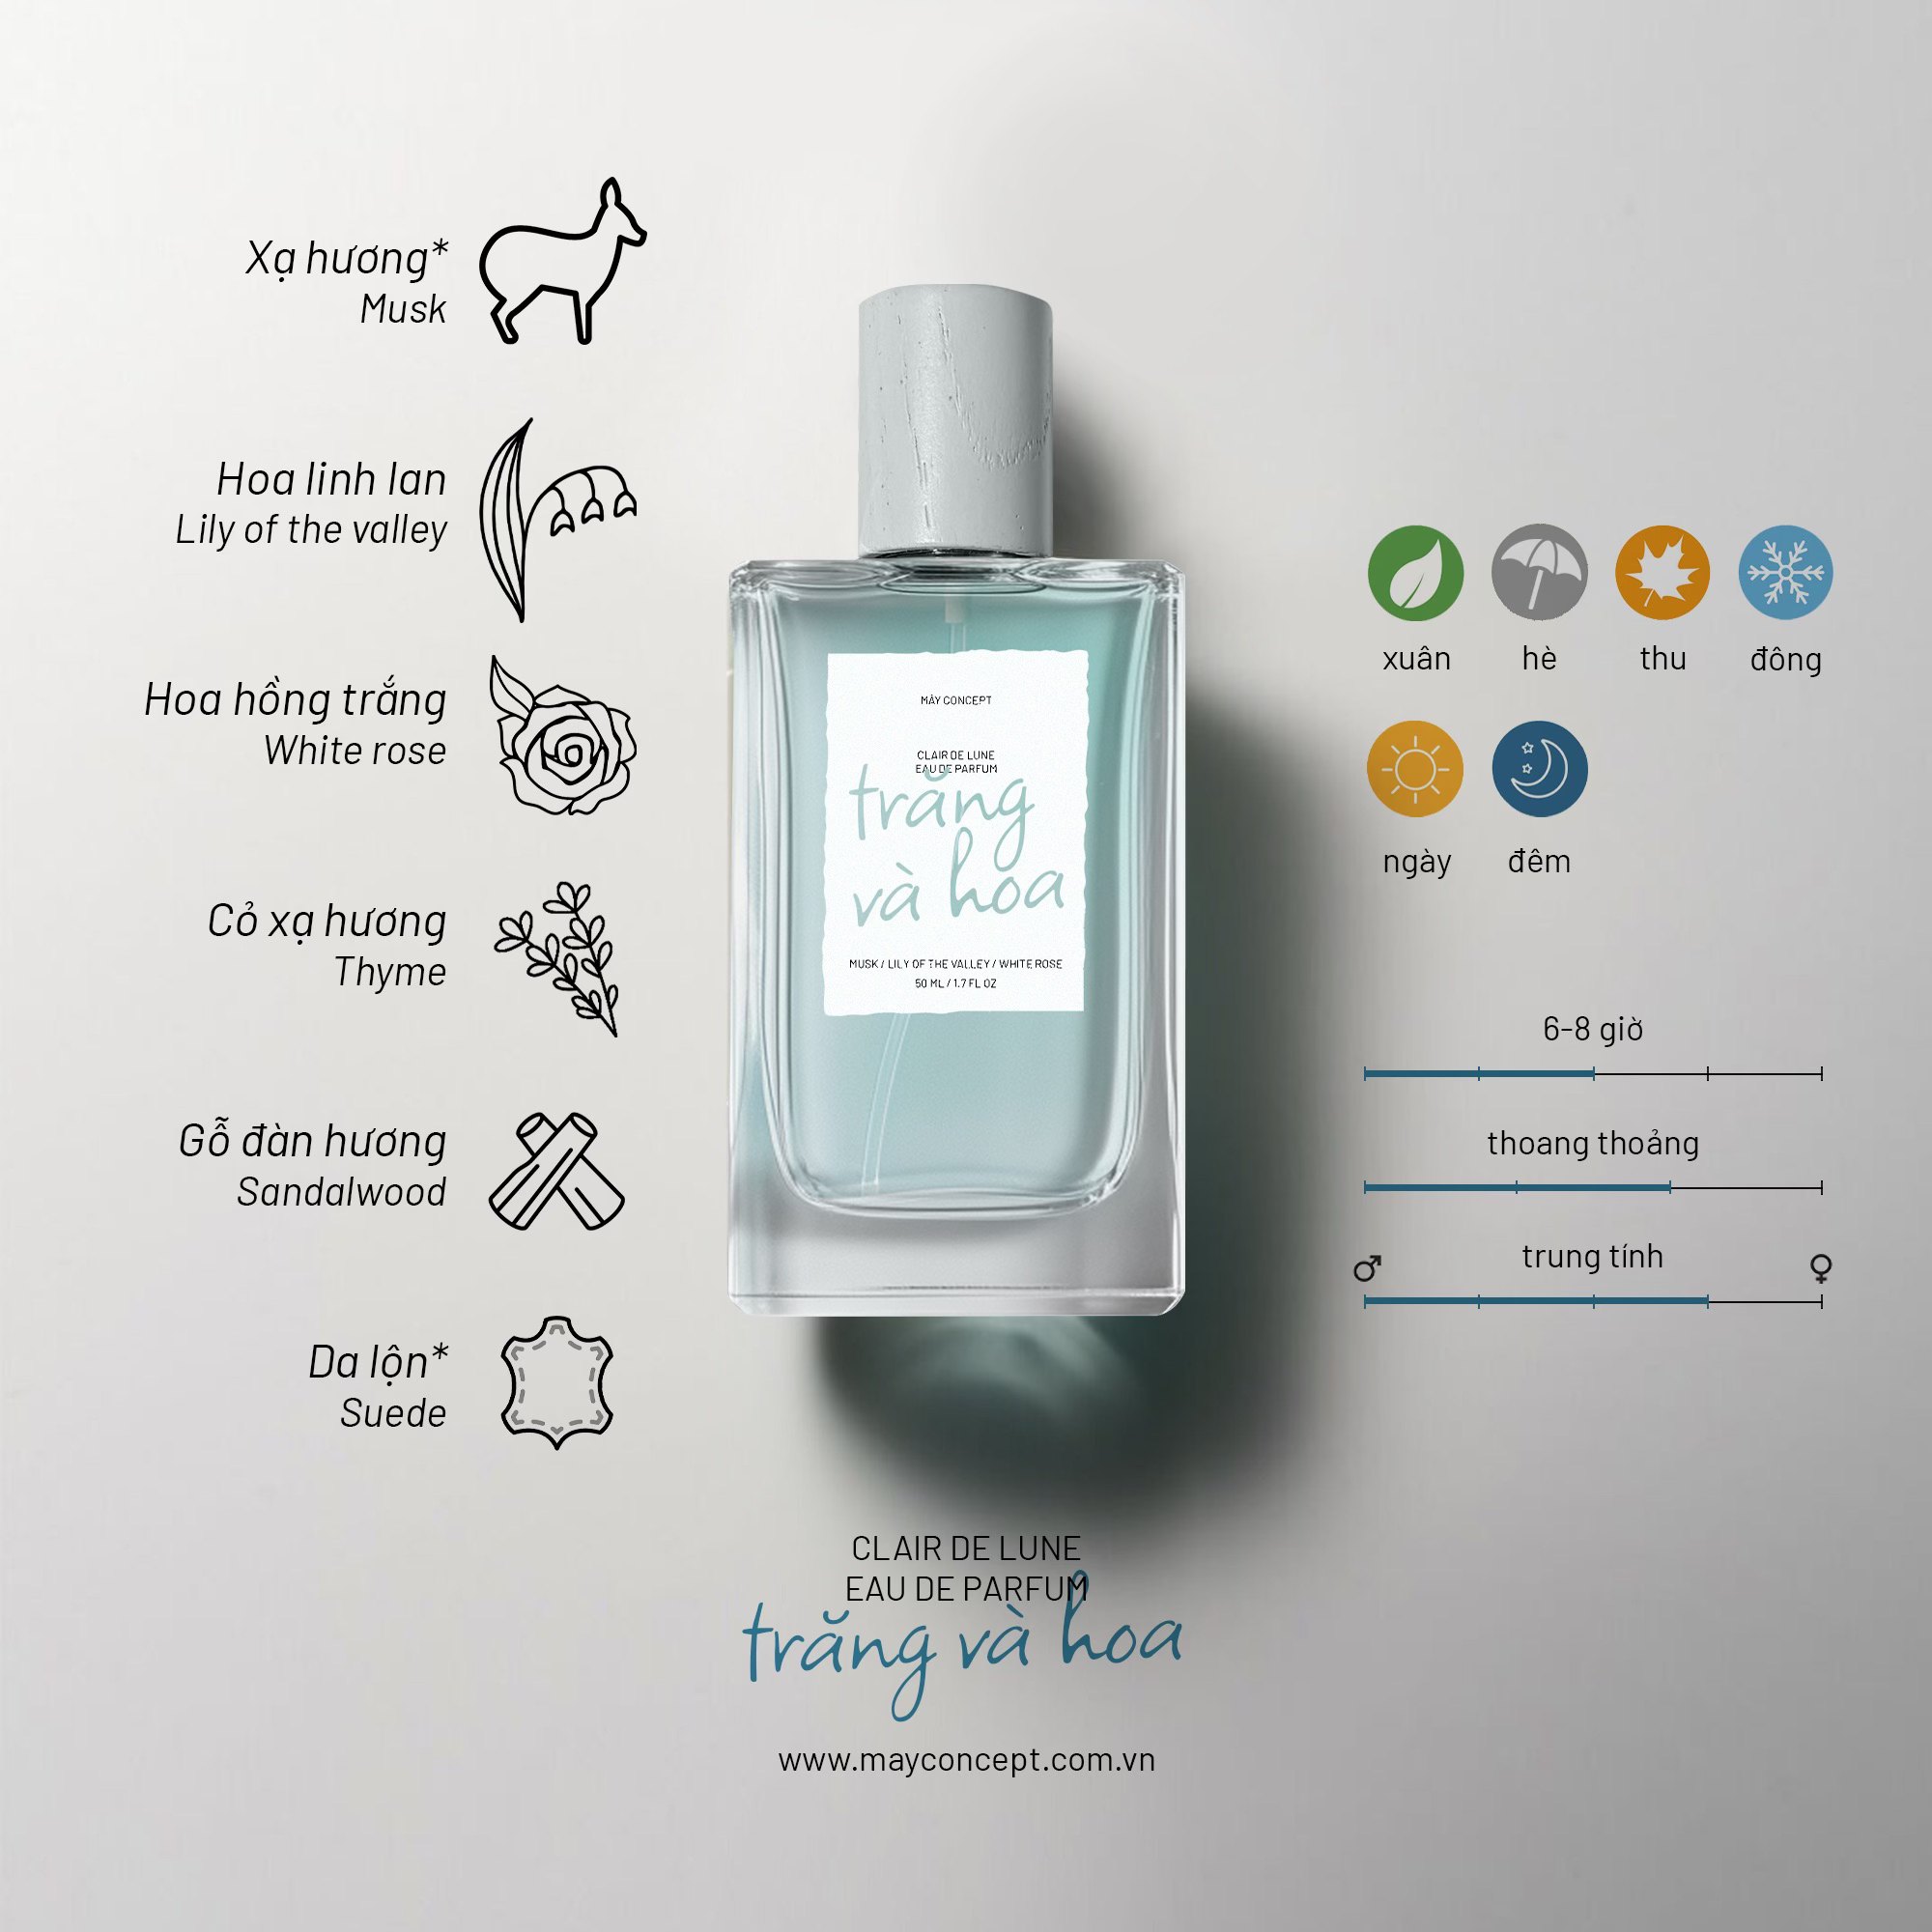 Xạ hương*
Musk
Hoa linh lan
Lily of the valley
Hoa hồng trắng
White rose
Cỏ xạ hương
Thyme
Gỗ đàn hương
Sandalwood
Da lộn*
Suede
MÂY CONCEPT
CLAIR DE LUNE
EAU DE PARFUM
trăng
và hoa
MUSK / LILY OF THE VALLEY / WHITE ROSE
50 ML / 1.7 FL OZ
xuân hè thu đông
ngày đêm
6-8 giờ
thoang thoảng
♂ trung tính ♀
CLAIR DE LUNE
EAU DE PARFUM
trăng và hoa
www.mayconcept.com.vn